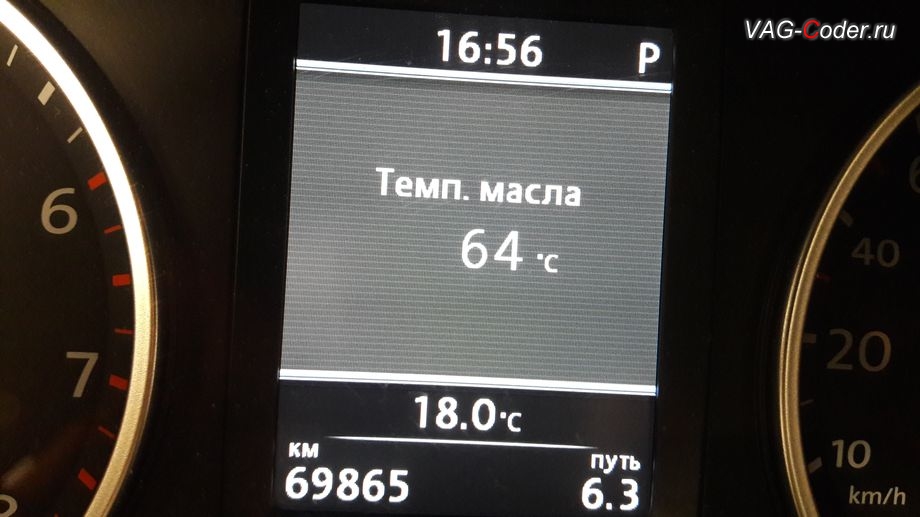 VAG-Coder.ru
16:56 P
Темп. масла
64 °C
18.0 °C
км путь
69865 6.3
6
7
8
40
20
10
km/h